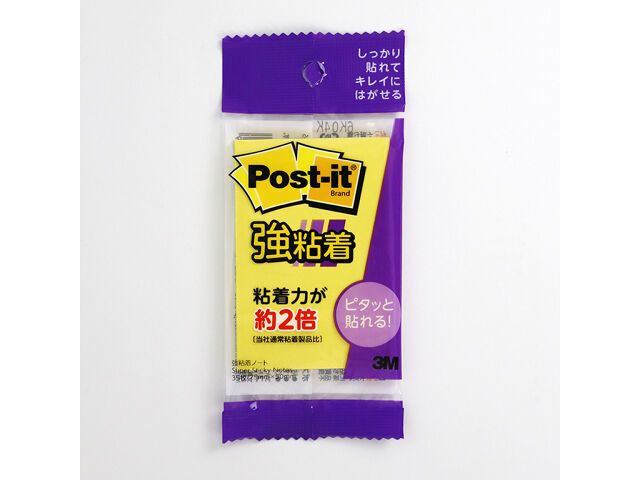 しっかり
貼れて
キレイに
はがせる
6K04K
Post-it®
Brand
強粘着
粘着力が
約2倍
［当社通常粘着製品比］
ピタッと
貼れる!
3M
強粘着ノート
Super Sticky Notes